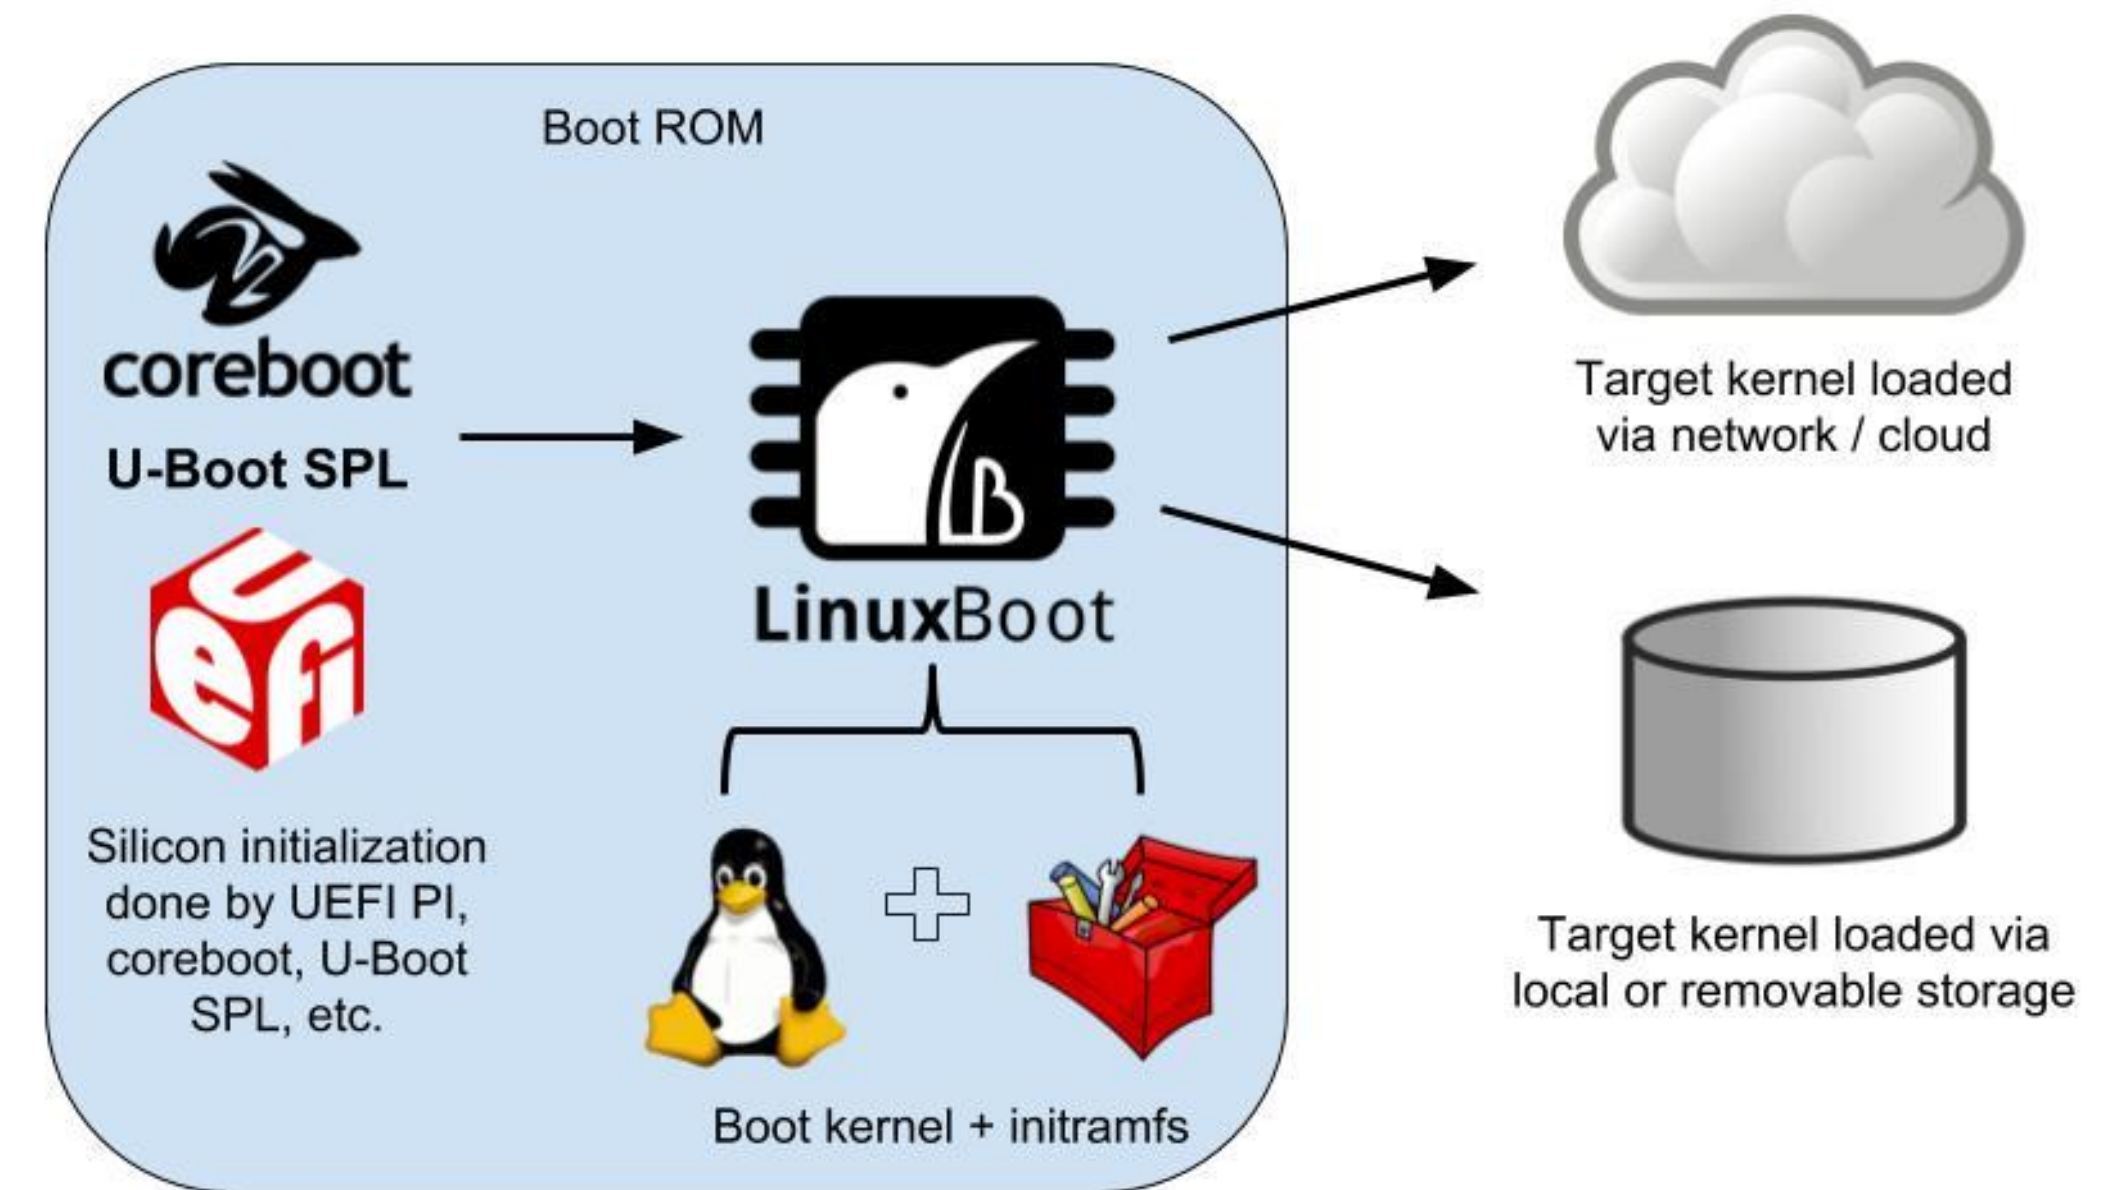 Boot ROM
coreboot
U-Boot SPL
uefi
Silicon initialization
done by UEFI PI,
coreboot, U-Boot
SPL, etc.
B
LinuxBoot
Boot kernel + initramfs
Target kernel loaded
via network / cloud
Target kernel loaded via
local or removable storage